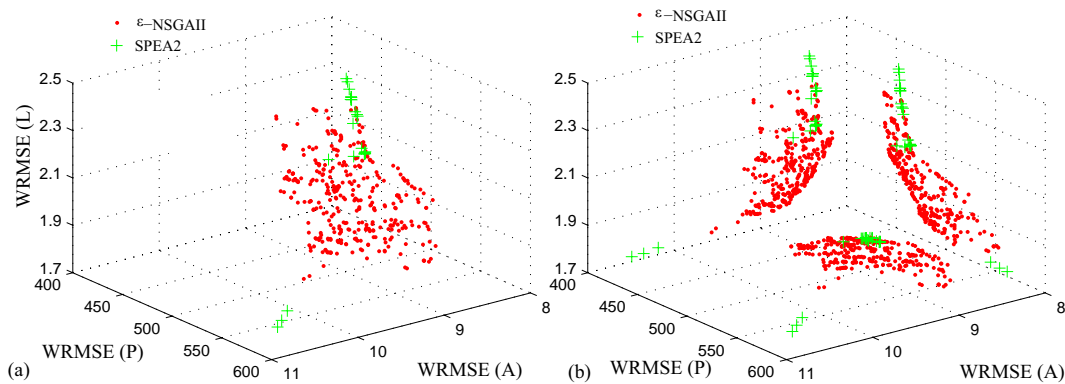 ε−NSGAII
SPEA2
2.5
2.3
2.1
1.9
1.7
WRMSE (L)
400
450
500
550
600
WRMSE (P)
11
10
9
8
WRMSE (A)
(a)
ε−NSGAII
SPEA2
2.5
2.3
2.1
1.9
1.7
400
450
500
550
600
WRMSE (P)
11
10
9
8
WRMSE (A)
(b)